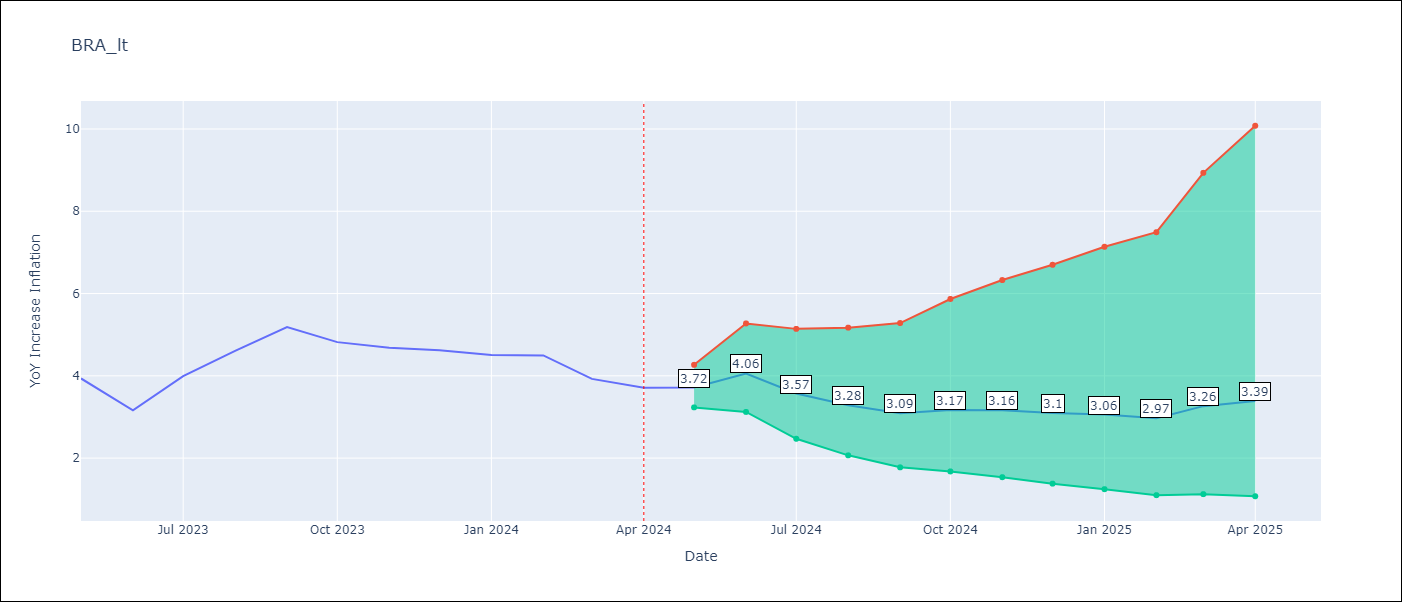 BRA_lt
YoY Increase Inflation
10
8
6
4
2
3.72
4.06
3.57
3.28
3.09
3.17
3.16
3.1
3.06
2.97
3.26
3.39
Jul 2023
Oct 2023
Jan 2024
Apr 2024
Jul 2024
Oct 2024
Jan 2025
Apr 2025
Date